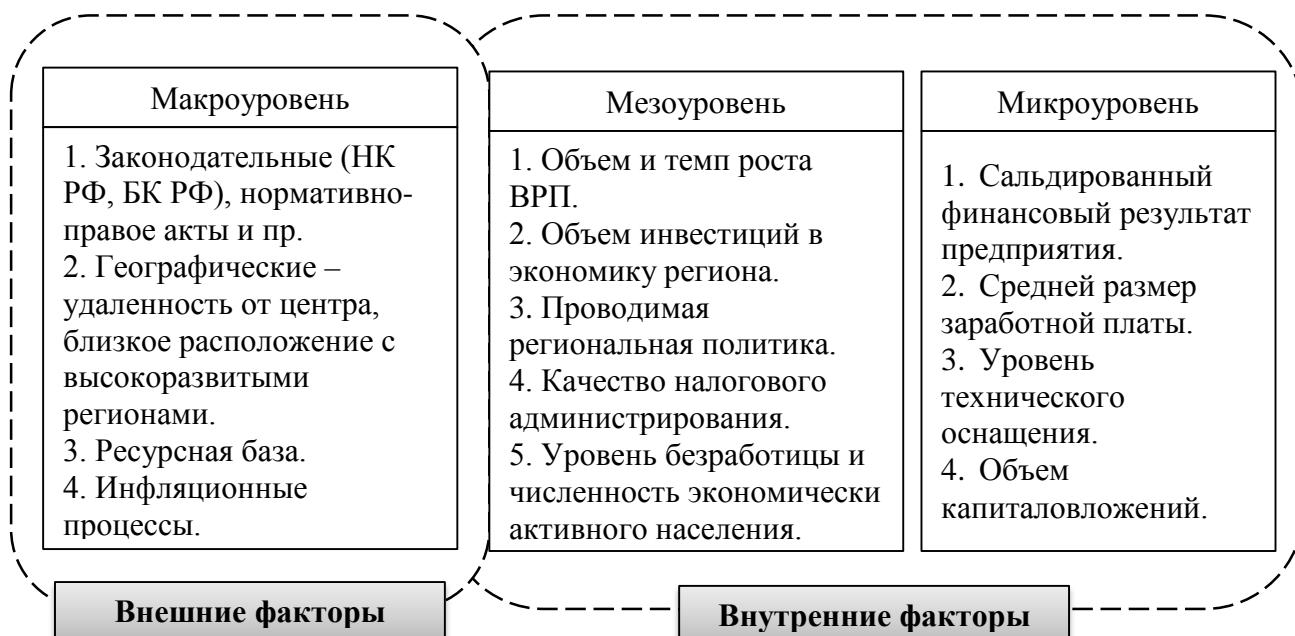 Макроуровень
1. Законодательные (НК
РФ, БК РФ), нормативно-
правое акты и пр.
2. Географические –
удаленность от центра,
близкое расположение с
высокоразвитыми
регионами.
3. Ресурсная база.
4. Инфляционные
процессы.
Мезоуровень
1. Объем и темп роста
ВРП.
2. Объем инвестиций в
экономику региона.
3. Проводимая
региональная политика.
4. Качество налогового
администрирования.
5. Уровень безработицы и
численность экономически
активного населения.
Микроуровень
1. Сальдированный
финансовый результат
предприятия.
2. Средней размер
заработной платы.
3. Уровень
технического
оснащения.
4. Объем
капиталовложений.
Внешние факторы
Внутренние факторы